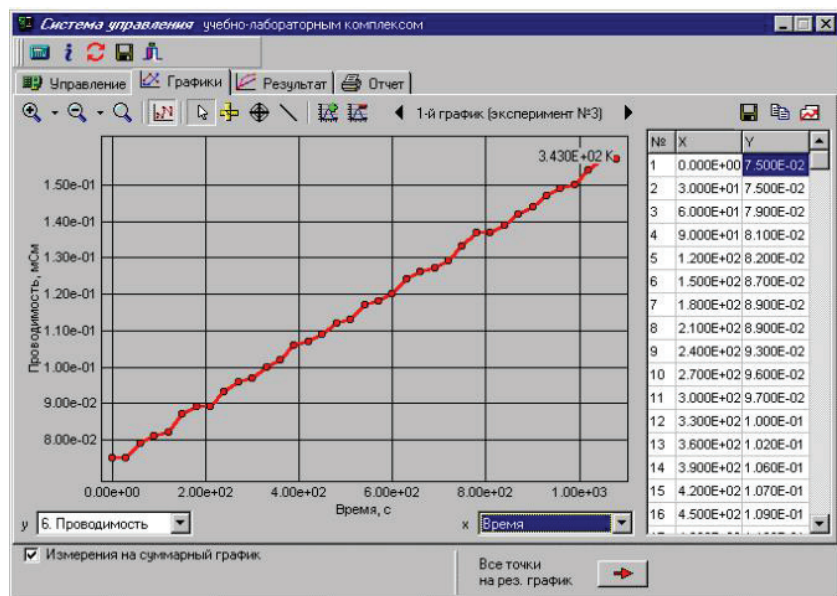 Система управления учебно-лабораторным комплексом
Управление Графики Результат Отчет
1-й график (эксперимент №3)
3.430E+02 K
Проводимость, мСм
1.50e-01
1.40e-01
1.30e-01
1.20e-01
1.10e-01
1.00e-01
9.00e-02
8.00e-02
0.00e+00 2.00e+02 4.00e+02 6.00e+02 8.00e+02 1.00e+03
Время, с
y 6. Проводимость x Время
№ X Y
1 0.000E+00 7.500E-02
2 3.000E+01 7.500E-02
3 6.000E+01 7.900E-02
4 9.000E+01 8.100E-02
5 1.200E+02 8.200E-02
6 1.500E+02 8.700E-02
7 1.800E+02 8.900E-02
8 2.100E+02 8.900E-02
9 2.400E+02 9.300E-02
10 2.700E+02 9.600E-02
11 3.000E+02 9.700E-02
12 3.300E+02 1.000E-01
13 3.600E+02 1.020E-01
14 3.900E+02 1.060E-01
15 4.200E+02 1.070E-01
16 4.500E+02 1.090E-01
Измерения на суммарный график
Все точки
на рез. график